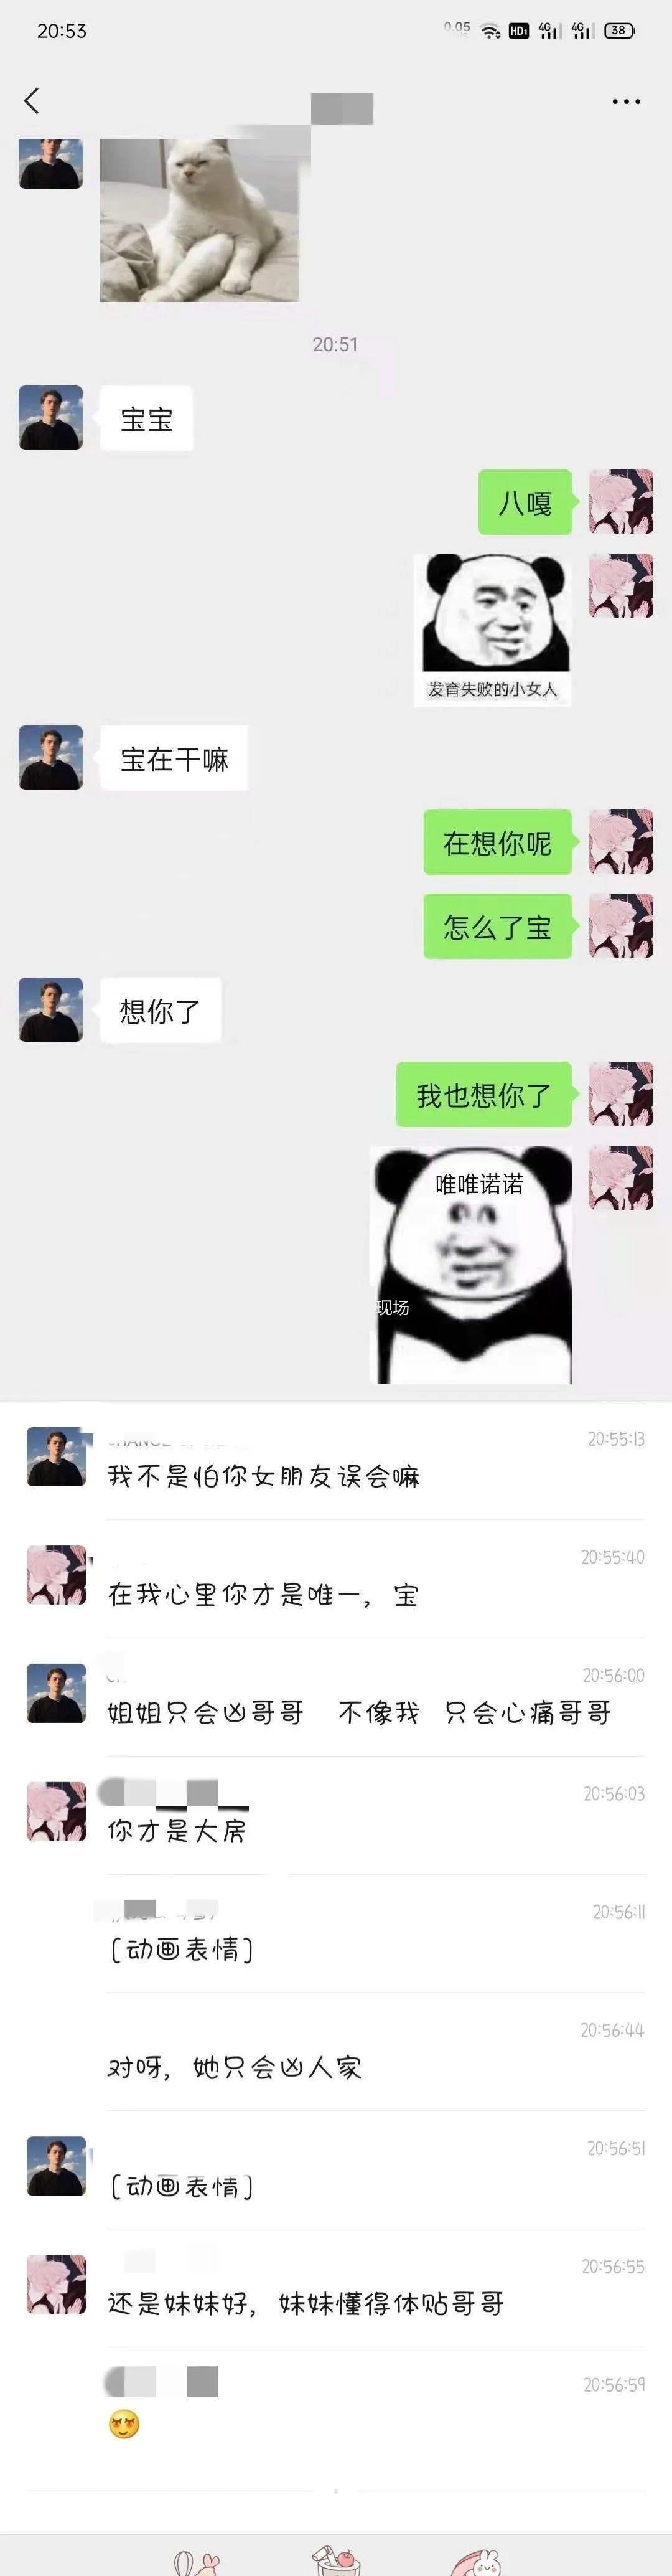 20:53
0.05
HD1
4G
4G
38
20:51
宝宝
八嘎
发育失败的小女人
宝在干嘛
在想你呢
怎么了宝
想你了
我也想你了
唯唯诺诺
现场
20:55:13
我不是怕你女朋友误会嘛
20:55:40
在我心里你才是唯一，宝
20:56:00
姐姐只会凶哥哥 不像我 只会心痛哥哥
20:56:03
你才是大房
20:56:11
[动画表情]
20:56:44
对呀，她只会凶人家
20:56:51
[动画表情]
20:56:55
还是妹妹好，妹妹懂得体贴哥哥
20:56:59